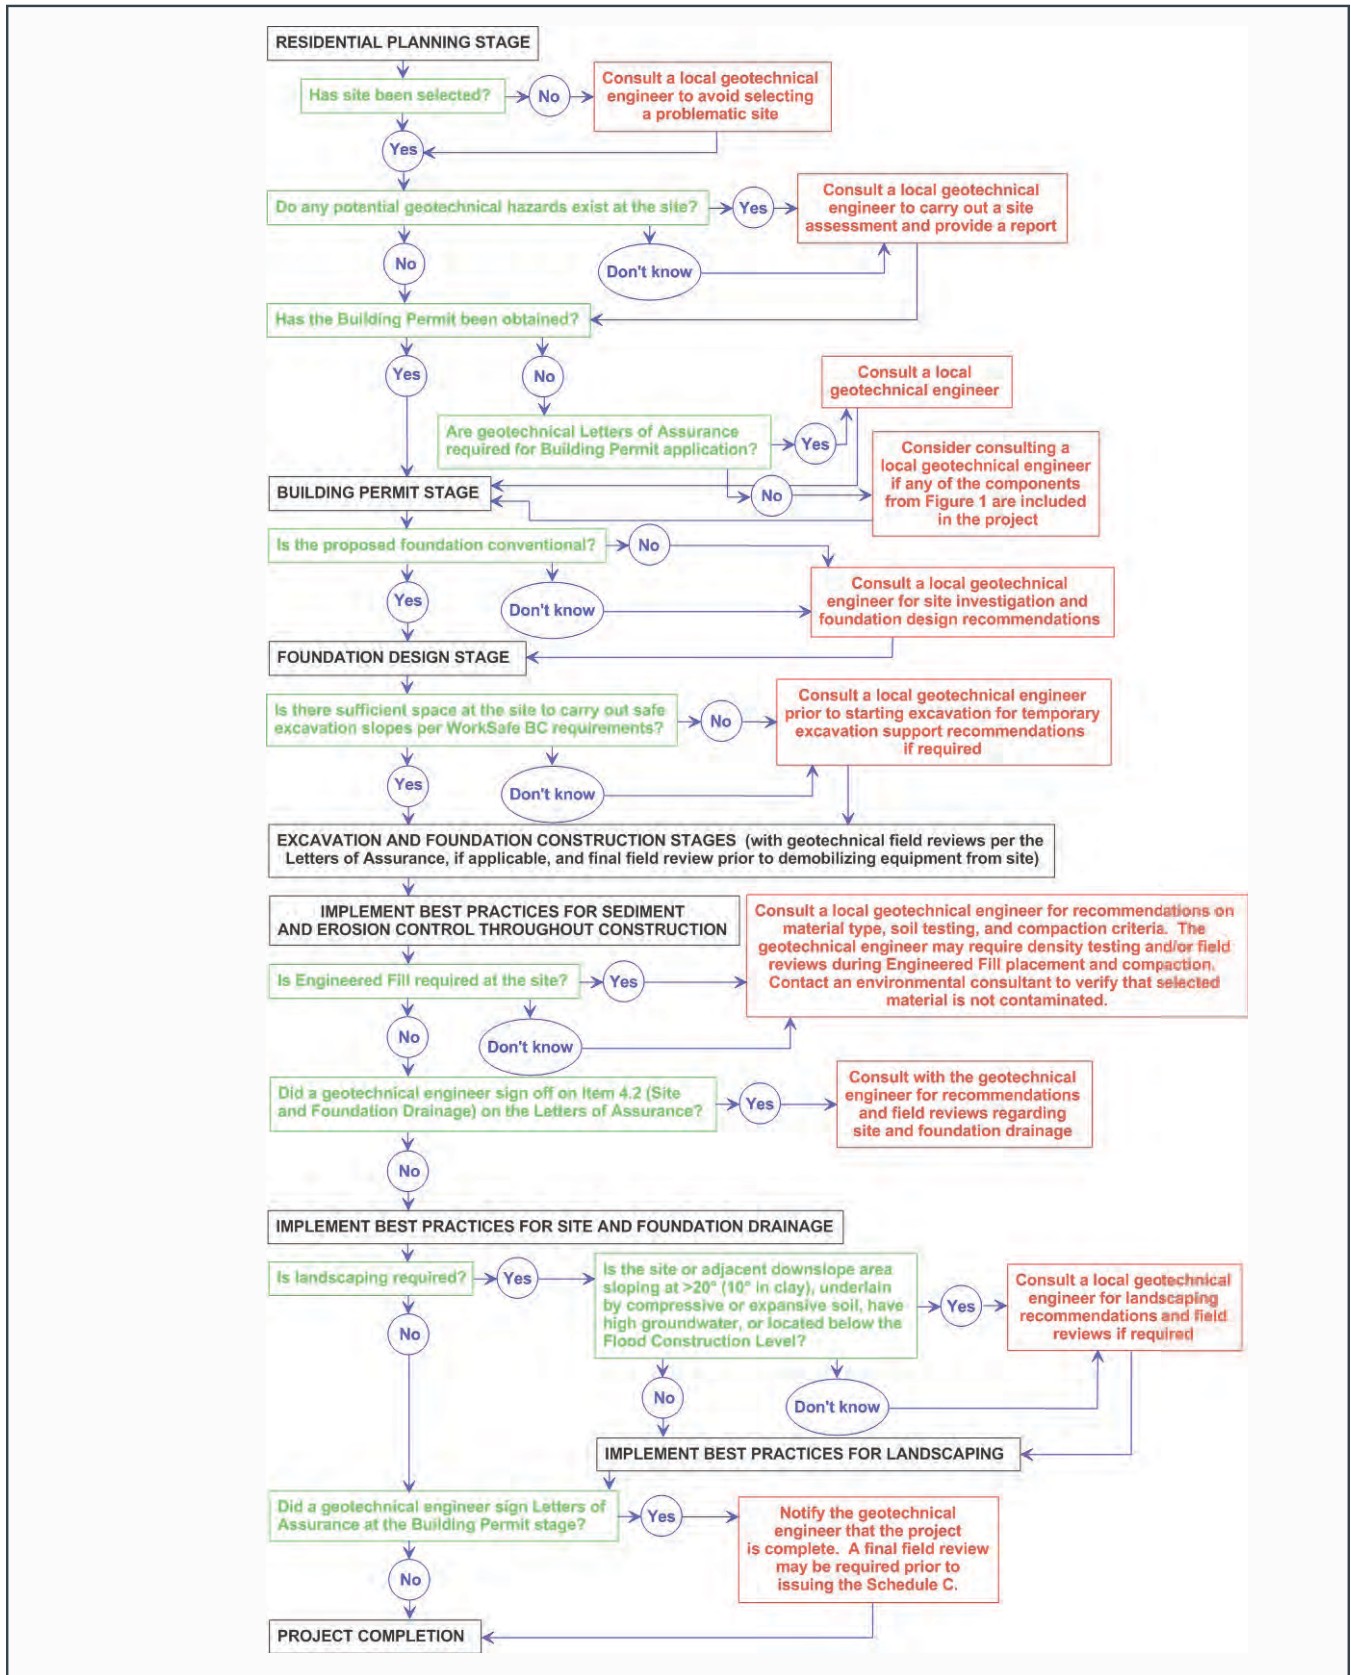 RESIDENTIAL PLANNING STAGE
Has site been selected?
No
Consult a local geotechnical
engineer to avoid selecting
a problematic site
Yes
Do any potential geotechnical hazards exist at the site?
Yes
Consult a local geotechnical
engineer to carry out a site
assessment and provide a report
No
Don't know
Has the Building Permit been obtained?
Yes
No
Consult a local
geotechnical engineer
Are geotechnical Letters of Assurance
required for Building Permit application?
Yes
Consider consulting a
local geotechnical engineer
if any of the components
from Figure 1 are included
in the project
No
BUILDING PERMIT STAGE
Is the proposed foundation conventional?
No
Yes
Don't know
Consult a local geotechnical
engineer for site investigation and
foundation design recommendations
FOUNDATION DESIGN STAGE
Is there sufficient space at the site to carry out safe
excavation slopes per WorkSafe BC requirements?
No
Consult a local geotechnical engineer
prior to starting excavation for temporary
excavation support recommendations
if required
Yes
Don't know
EXCAVATION AND FOUNDATION CONSTRUCTION STAGES (with geotechnical field reviews per the
Letters of Assurance, if applicable, and final field review prior to demobilizing equipment from site)
IMPLEMENT BEST PRACTICES FOR SEDIMENT
AND EROSION CONTROL THROUGHOUT CONSTRUCTION
Consult a local geotechnical engineer for recommendations on
material type, soil testing, and compaction criteria. The
geotechnical engineer may require density testing and/or field
reviews during Engineered Fill placement and compaction.
Contact an environmental consultant to verify that selected
material is not contaminated.
Is Engineered Fill required at the site?
Yes
No
Don't know
Did a geotechnical engineer sign off on Item 4.2 (Site
and Foundation Drainage) on the Letters of Assurance?
Yes
Consult with the geotechnical
engineer for recommendations
and field reviews regarding
site and foundation drainage
No
IMPLEMENT BEST PRACTICES FOR SITE AND FOUNDATION DRAINAGE
Is landscaping required?
Yes
Is the site or adjacent downslope area
sloping at >20° (10° in clay), underlain
by compressive or expansive soil, have
high groundwater, or located below the
Flood Construction Level?
Yes
Consult a local geotechnical
engineer for landscaping
recommendations and field
reviews if required
No
No
Don't know
IMPLEMENT BEST PRACTICES FOR LANDSCAPING
Did a geotechnical engineer sign Letters of
Assurance at the Building Permit stage?
Yes
Notify the geotechnical
engineer that the project
is complete. A final field review
may be required prior to
issuing the Schedule C.
No
PROJECT COMPLETION